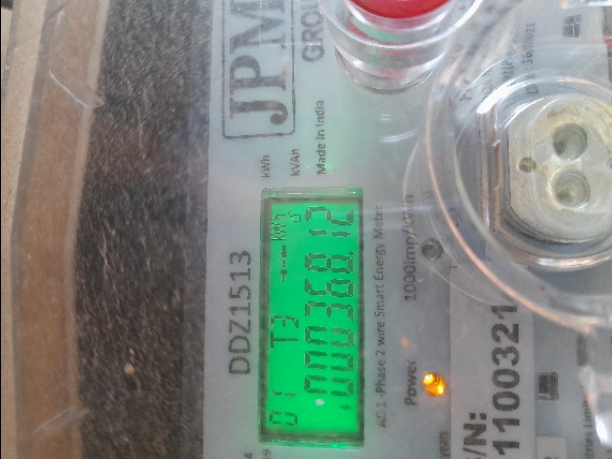 JPM
GROU
kWh
kVAh
Made In India
DDZ1513
01 T3 kWh
000368.12
AC 1-Phase 2 wire Smart Energy Meter
Power 1000imp/kWh
S/N:
1100321